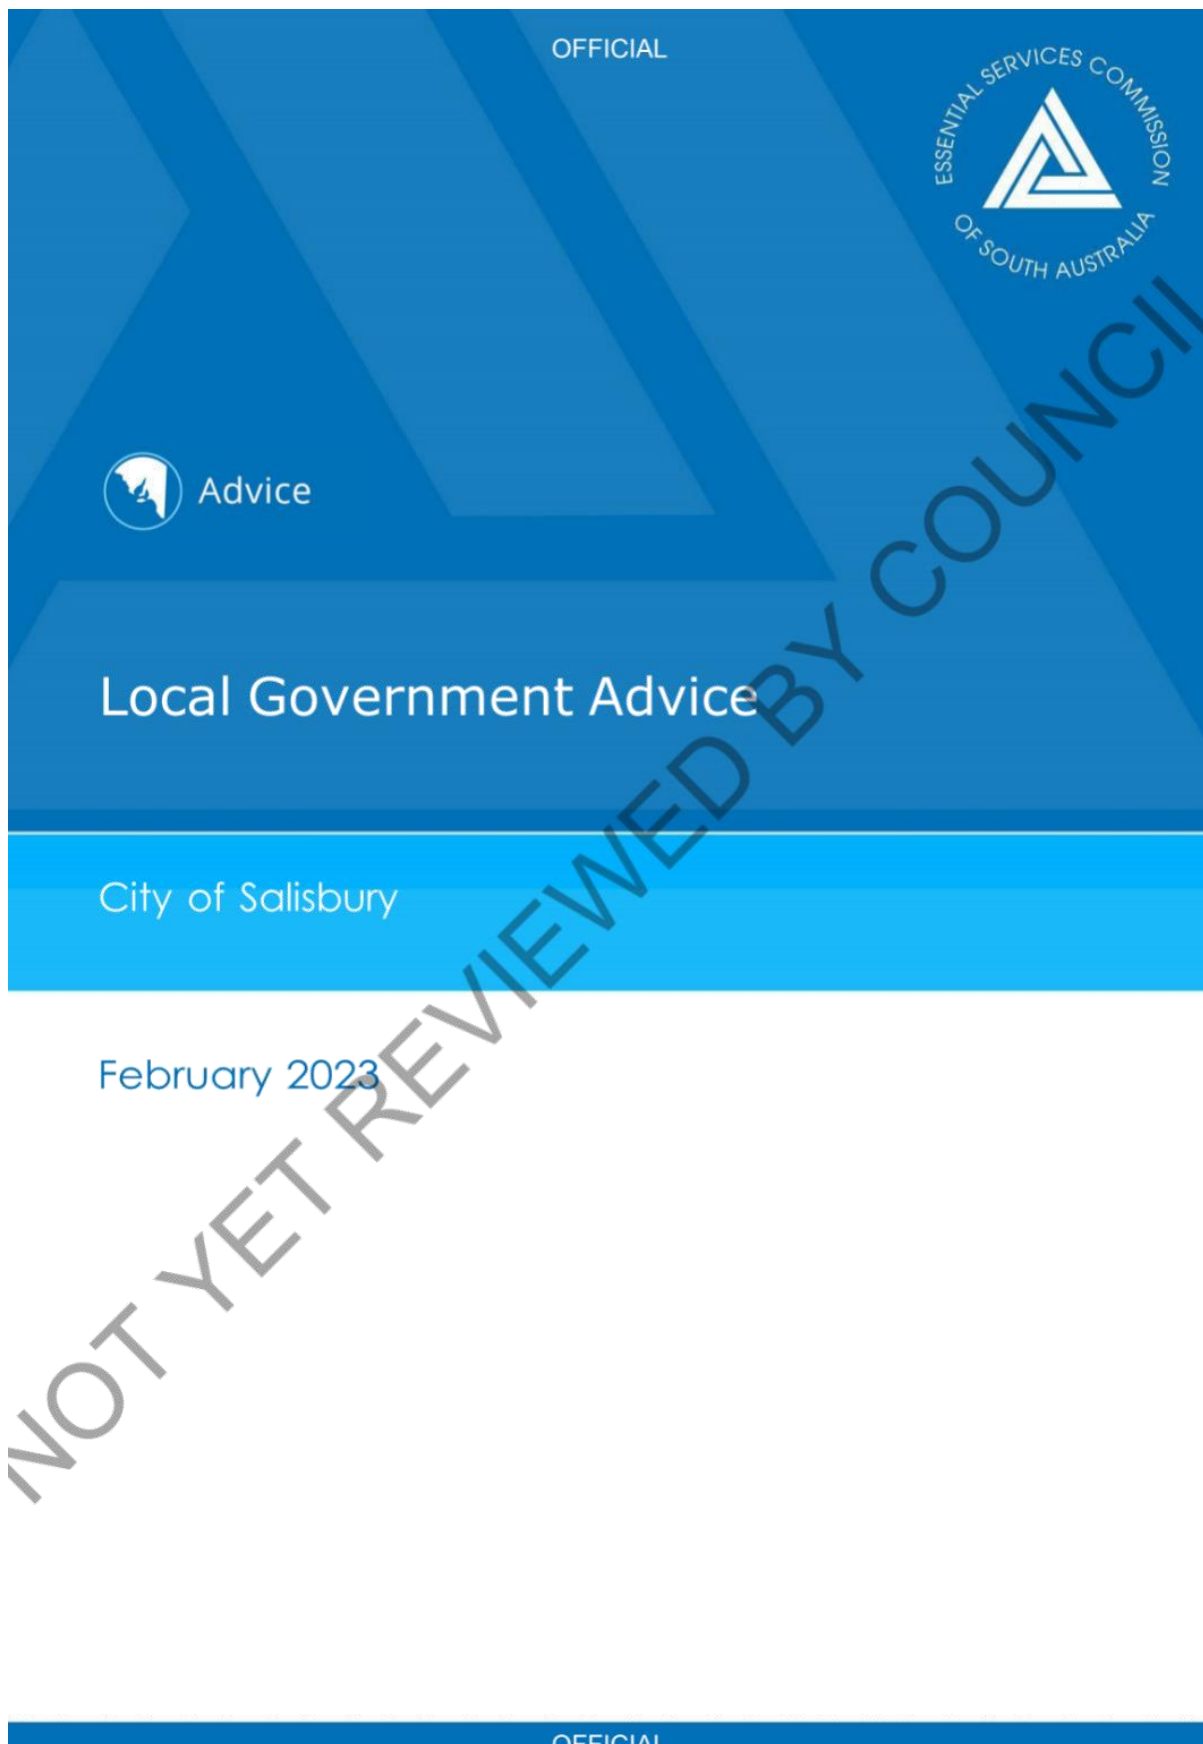 OFFICIAL
ESSENTIAL SERVICES COMMISSION
OF SOUTH AUSTRALIA
Advice
Local Government Advice
City of Salisbury
February 2023
NOT YET REVIEWED BY COUNCIL
OFFICIAL